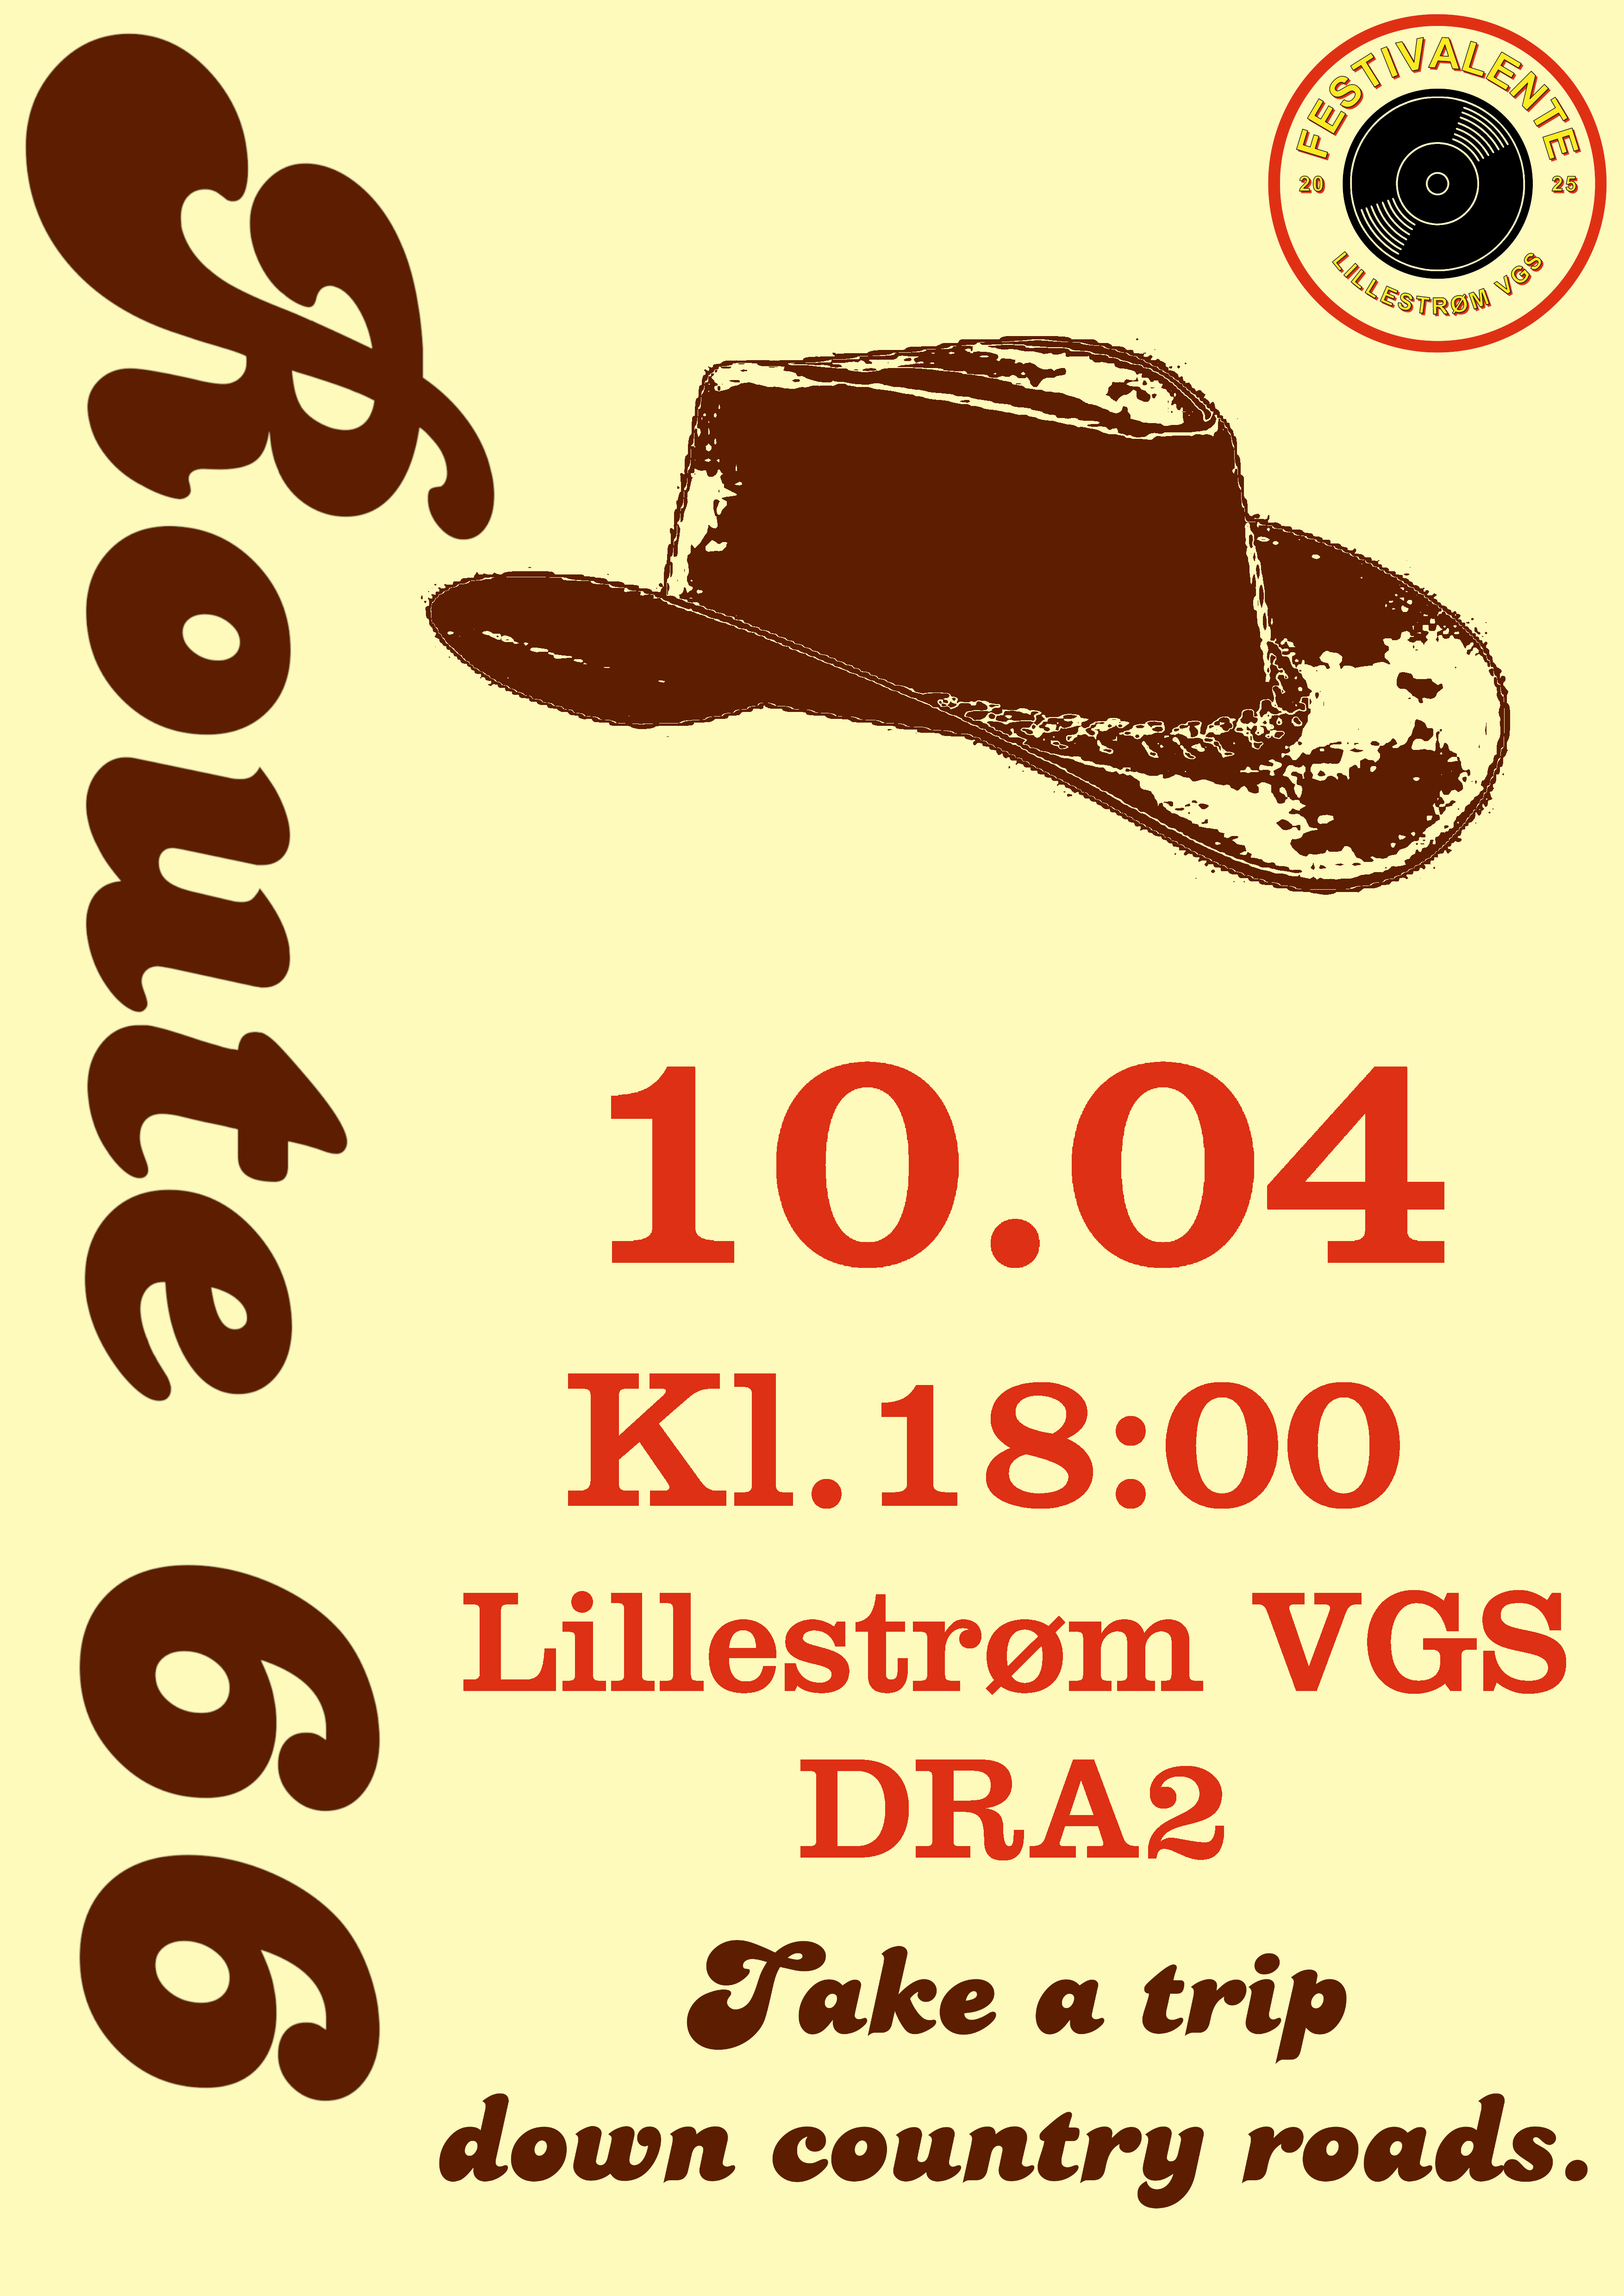 Route 66
FESTIVALENTE
20 25
LILLESTRØM VGS
10.04
Kl.18:00
Lillestrøm VGS
DRA2
Take a trip
down country roads.